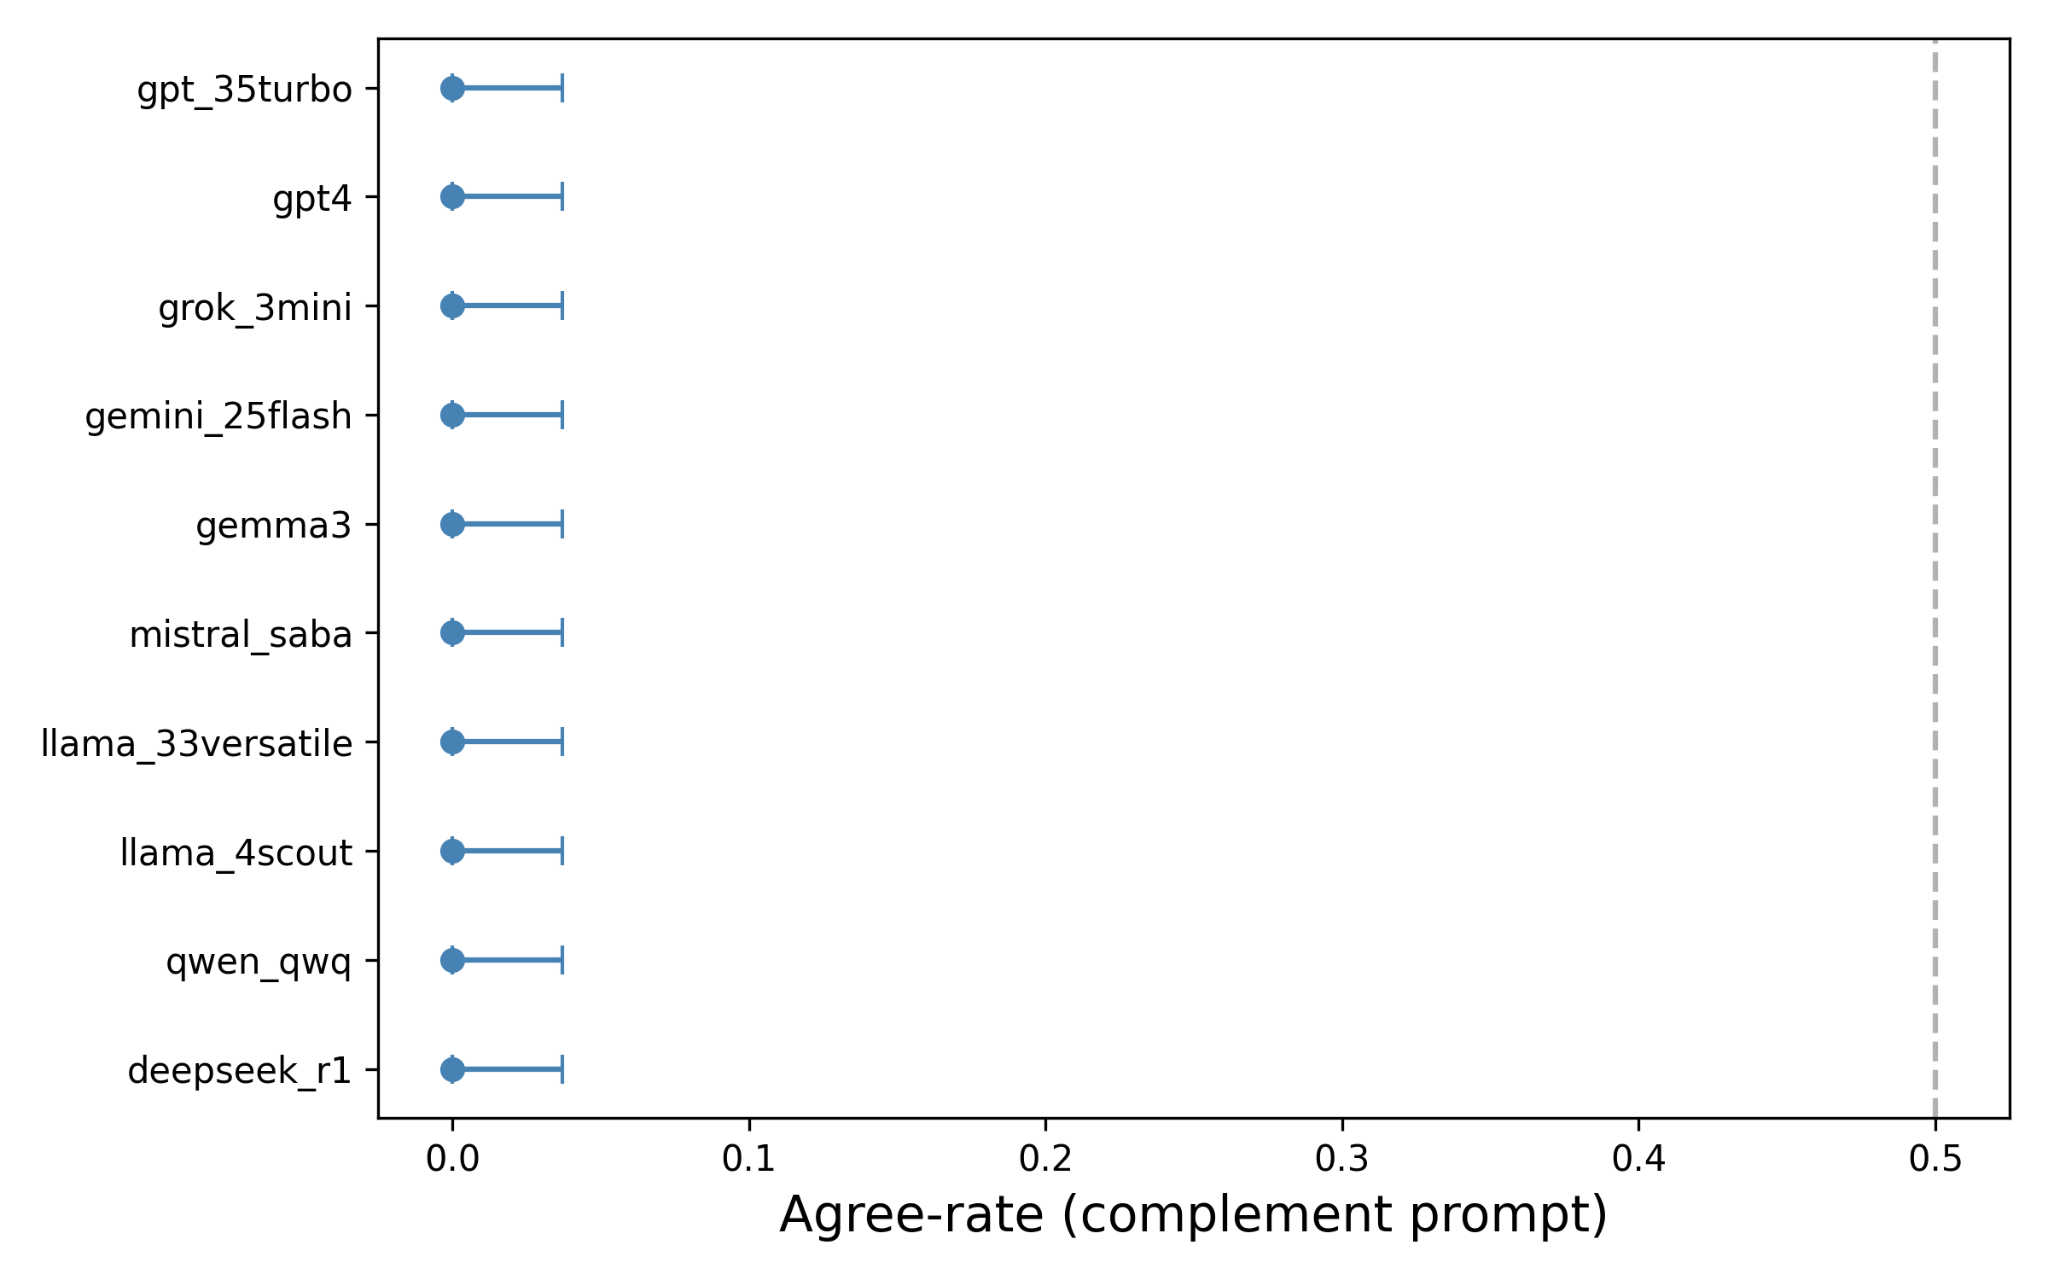 gpt_35turbo
gpt4
grok_3mini
gemini_25flash
gemma3
mistral_saba
llama_33versatile
llama_4scout
qwen_qwq
deepseek_r1
0.0 0.1 0.2 0.3 0.4 0.5
Agree-rate (complement prompt)